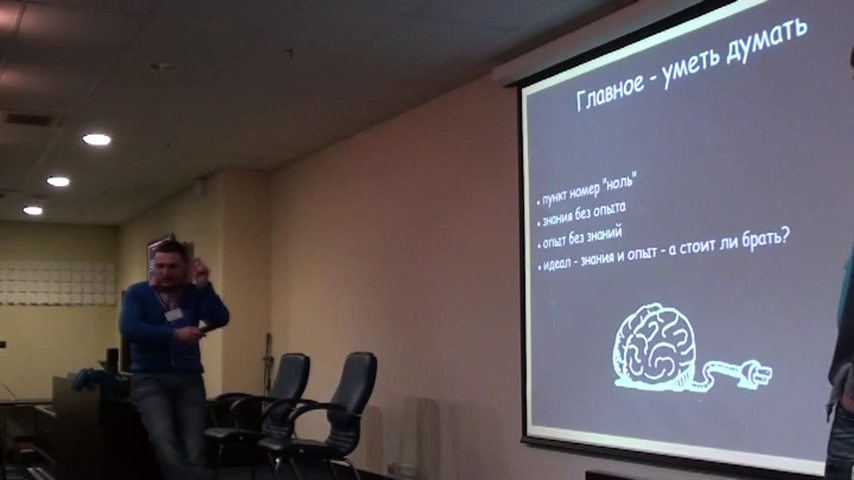 Главное - уметь думать
• пункт номер "ноль"
• знания без опыта
• опыт без знаний
• идеал - знания и опыт - а стоит ли брать?